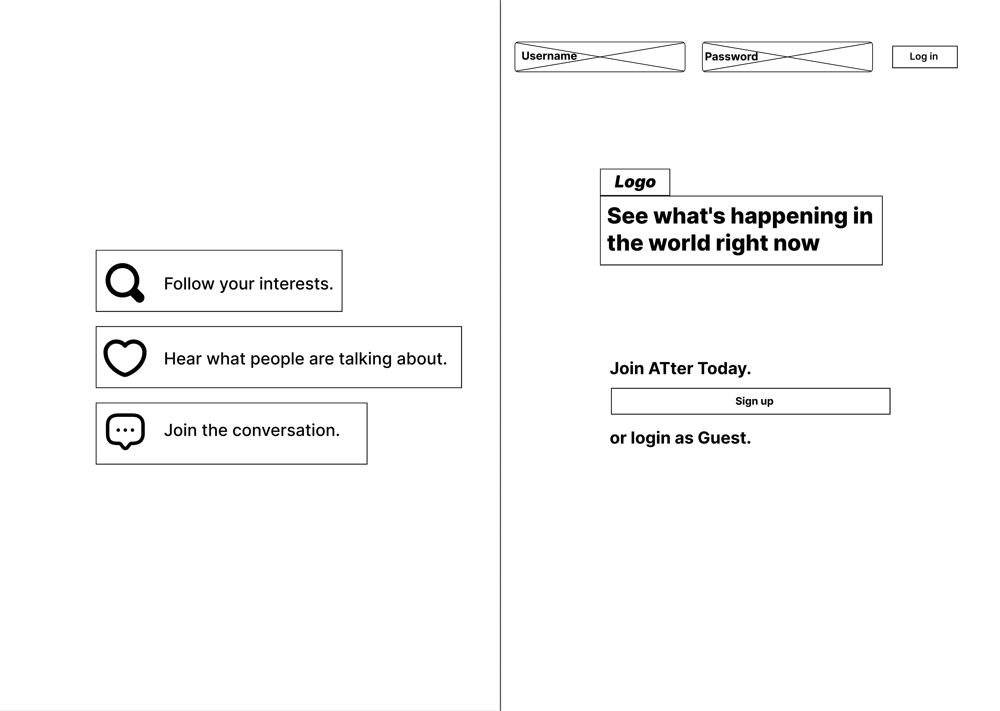 Follow your interests.
Hear what people are talking about.
Join the conversation.
Username
Password
Log in
Logo
See what's happening in
the world right now
Join ATter Today.
Sign up
or login as Guest.